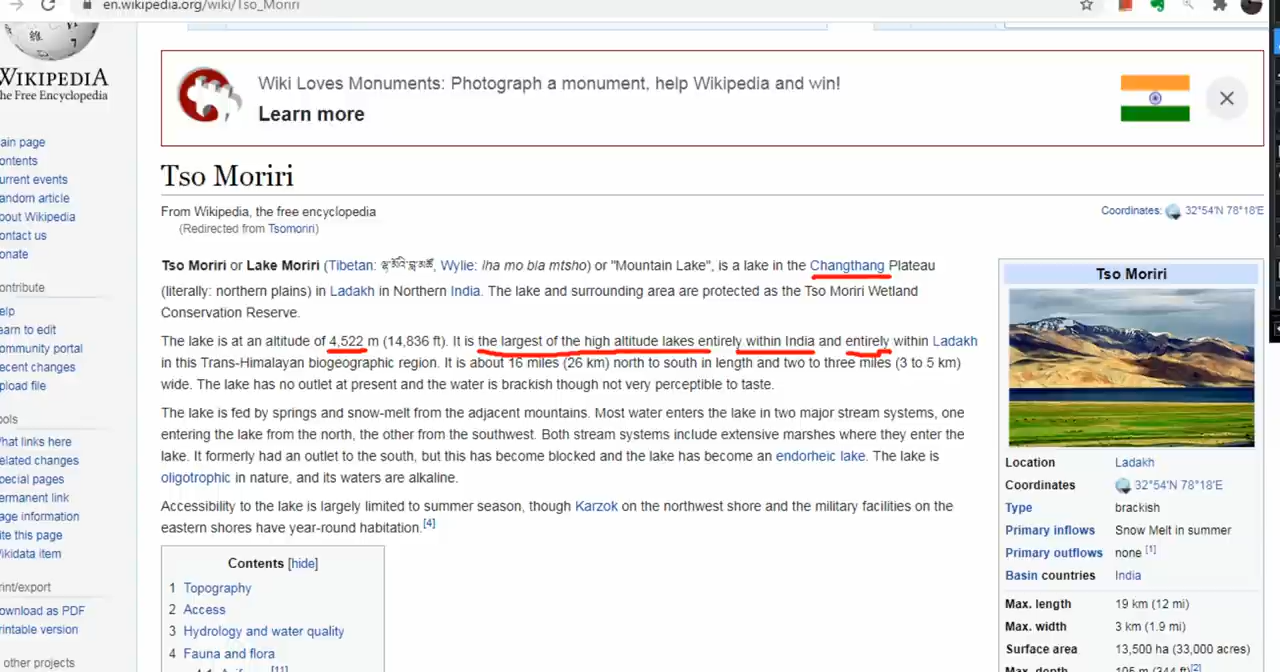 en.wikipedia.org/wiki/Tso_Moriri
WIKIPEDIA
The Free Encyclopedia
ain page
ontents
urrent events
andom article
bout Wikipedia
ontact us
onate
ontribute
elp
earn to edit
ommunity portal
ecent changes
pload file
ools
hat links here
elated changes
pecial pages
ermanent link
age information
ite this page
Vikidata item
rint/export
ownload as PDF
rintable version
other projects
Wiki Loves Monuments: Photograph a monument, help Wikipedia and win!
Learn more
Tso Moriri
From Wikipedia, the free encyclopedia
(Redirected from Tsomoriri)
Coordinates: 32°54′N 78°18′E
Tso Moriri or Lake Moriri (Tibetan: Wylie: lha mo bla mtsho) or "Mountain Lake", is a lake in the Changthang Plateau
(literally: northern plains) in Ladakh in Northern India. The lake and surrounding area are protected as the Tso Moriri Wetland
Conservation Reserve.
The lake is at an altitude of 4,522 m (14,836 ft). It is the largest of the high altitude lakes entirely within India and entirely within Ladakh
in this Trans-Himalayan biogeographic region. It is about 16 miles (26 km) north to south in length and two to three miles (3 to 5 km)
wide. The lake has no outlet at present and the water is brackish though not very perceptible to taste.
The lake is fed by springs and snow-melt from the adjacent mountains. Most water enters the lake in two major stream systems, one
entering the lake from the north, the other from the southwest. Both stream systems include extensive marshes where they enter the
lake. It formerly had an outlet to the south, but this has become blocked and the lake has become an endorheic lake. The lake is
oligotrophic in nature, and its waters are alkaline.
Accessibility to the lake is largely limited to summer season, though Karzok on the northwest shore and the military facilities on the
eastern shores have year-round habitation.[4]
Contents [hide]
1 Topography
2 Access
3 Hydrology and water quality
4 Fauna and flora
[11]
Tso Moriri
Location Ladakh
Coordinates 32°54′N 78°18′E
Type brackish
Primary inflows Snow Melt in summer
Primary outflows none [1]
Basin countries India
Max. length 19 km (12 mi)
Max. width 3 km (1.9 mi)
Surface area 13,500 ha (33,000 acres)
Max. depth 105 m (344 ft)[2]